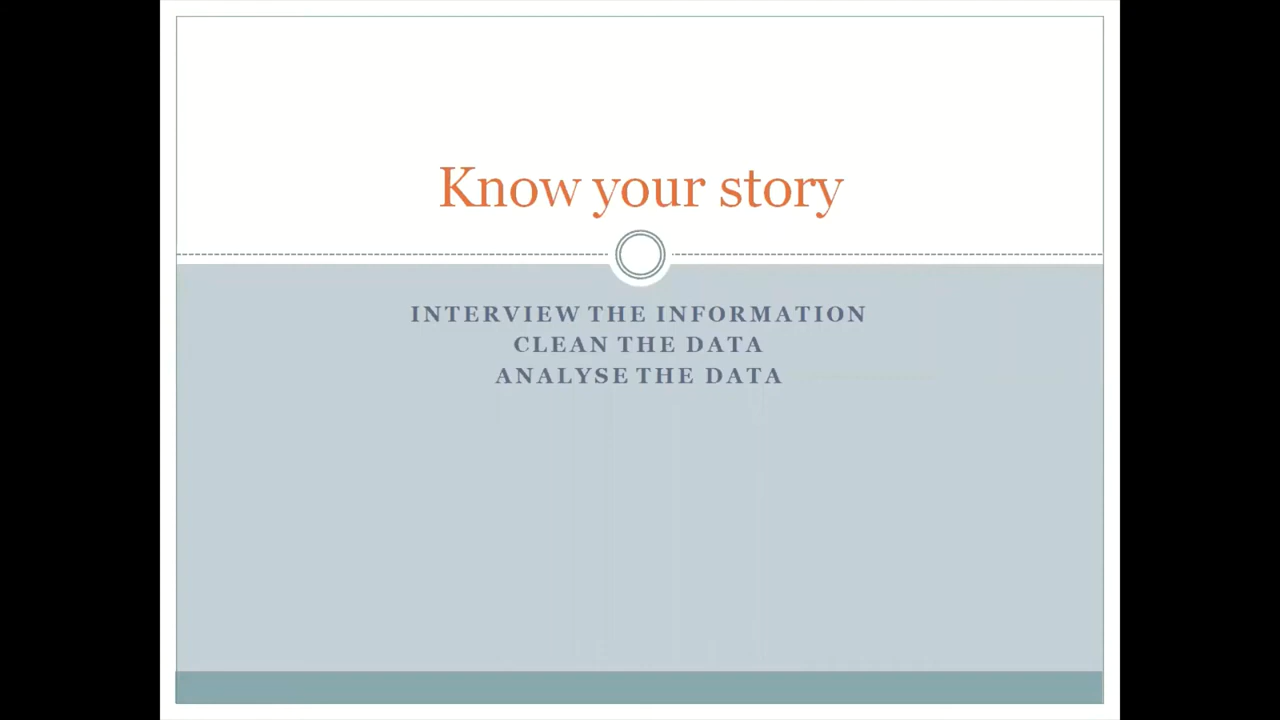 Know your story
INTERVIEW THE INFORMATION
CLEAN THE DATA
ANALYSE THE DATA